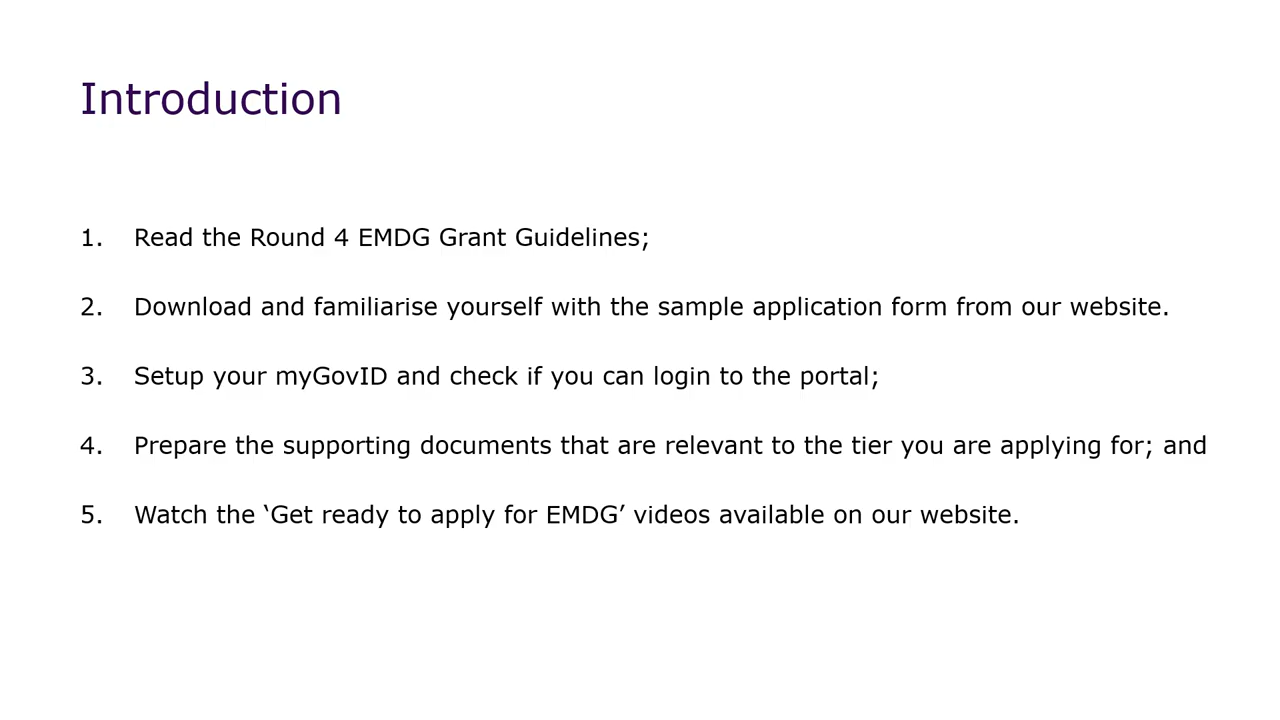 Introduction
1. Read the Round 4 EMDG Grant Guidelines;
2. Download and familiarise yourself with the sample application form from our website.
3. Setup your myGovID and check if you can login to the portal;
4. Prepare the supporting documents that are relevant to the tier you are applying for; and
5. Watch the ‘Get ready to apply for EMDG’ videos available on our website.